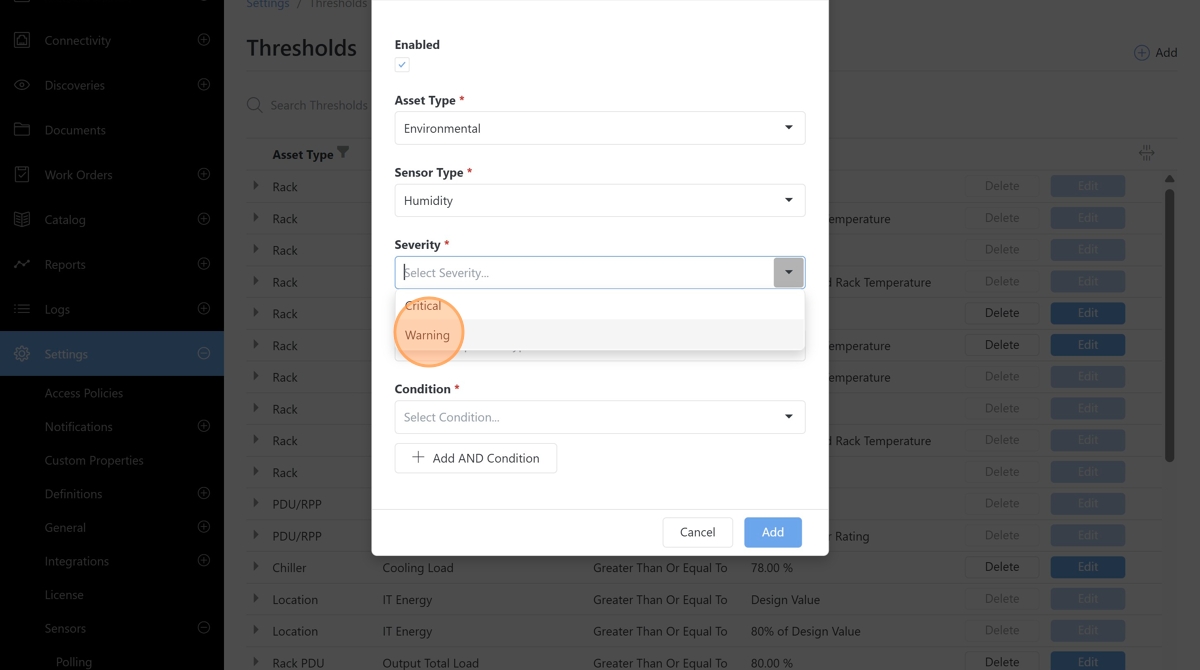 Settings / Thresholds
Connectivity
Discoveries
Documents
Work Orders
Catalog
Reports
Logs
Settings
Access Policies
Notifications
Custom Properties
Definitions
General
Integrations
License
Sensors
Polling
Thresholds
Add
Search Thresholds
Enabled
Asset Type *
Environmental
Sensor Type *
Humidity
Severity *
Select Severity...
Critical
Warning
Condition *
Select Condition...
Add AND Condition
Cancel Add
Asset Type
Rack Delete Edit
Rack emperature Delete Edit
Rack Delete Edit
Rack d Rack Temperature Delete Edit
Rack Delete Edit
Rack emperature Delete Edit
Rack emperature Delete Edit
Rack Delete Edit
Rack d Rack Temperature Delete Edit
Rack Delete Edit
PDU/RPP Delete Edit
PDU/RPP r Rating Delete Edit
Chiller Cooling Load Greater Than Or Equal To 78.00 % Delete Edit
Location IT Energy Greater Than Or Equal To Design Value Delete Edit
Location IT Energy Greater Than Or Equal To 80% of Design Value Delete Edit
Rack PDU Output Total Load Greater Than Or Equal To 80.00 % Delete Edit